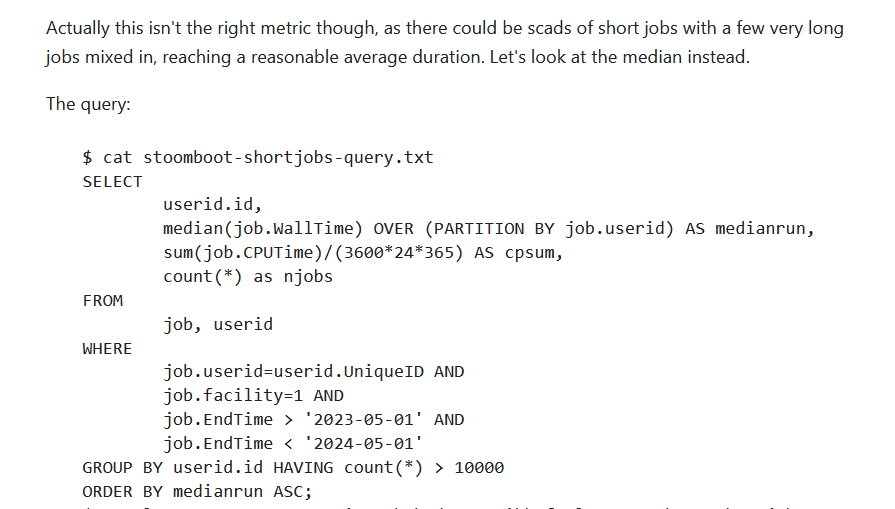 Actually this isn't the right metric though, as there could be scads of short jobs with a few very long
jobs mixed in, reaching a reasonable average duration. Let's look at the median instead.
The query:
$ cat stoomboot-shortjobs-query.txt
SELECT
userid.id,
median(job.WallTime) OVER (PARTITION BY job.userid) AS medianrun,
sum(job.CPUTime)/(3600*24*365) AS cpsum,
count(*) as njobs
FROM
job, userid
WHERE
job.userid=userid.UniqueID AND
job.facility=1 AND
job.EndTime > '2023-05-01' AND
job.EndTime < '2024-05-01'
GROUP BY userid.id HAVING count(*) > 10000
ORDER BY medianrun ASC;